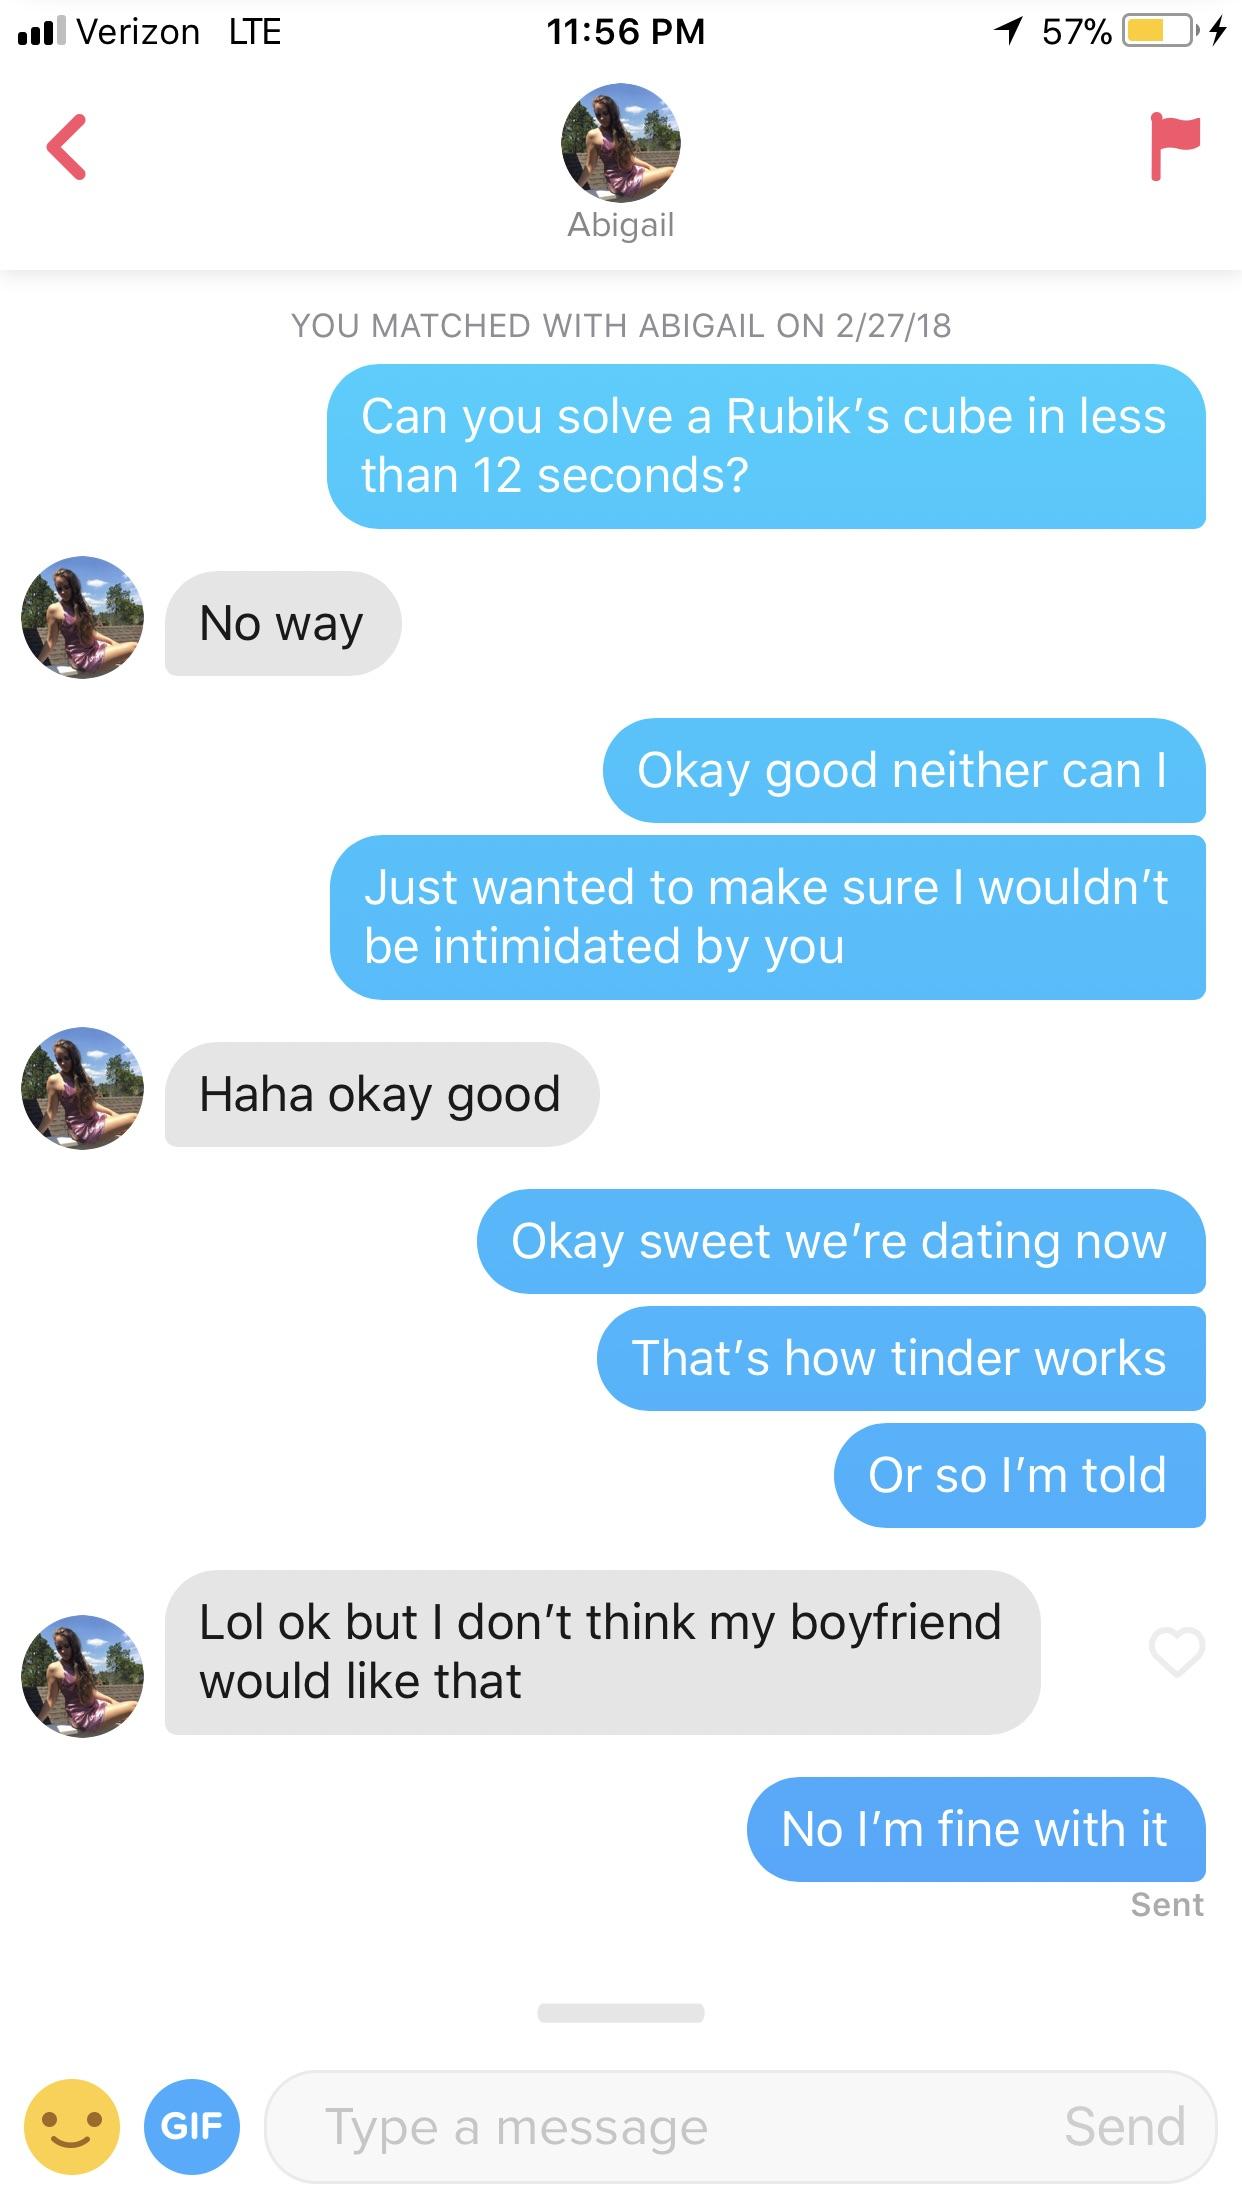 Verizon LTE 11:56 PM 57%
Abigail
YOU MATCHED WITH ABIGAIL ON 2/27/18
Can you solve a Rubik’s cube in less
than 12 seconds?
No way
Okay good neither can I
Just wanted to make sure I wouldn’t
be intimidated by you
Haha okay good
Okay sweet we’re dating now
That’s how tinder works
Or so I’m told
Lol ok but I don’t think my boyfriend
would like that
No I’m fine with it
Sent
GIF Type a message Send